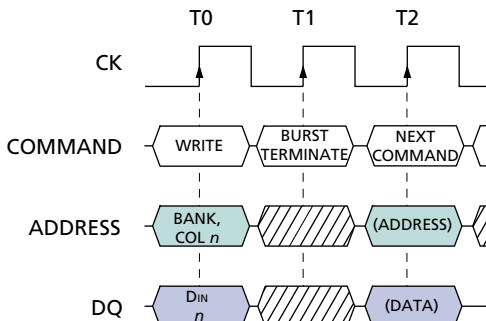 T0 T1 T2
CK
COMMAND WRITE BURST TERMINATE NEXT COMMAND
ADDRESS BANK, COL n (ADDRESS)
DQ DIN n (DATA)